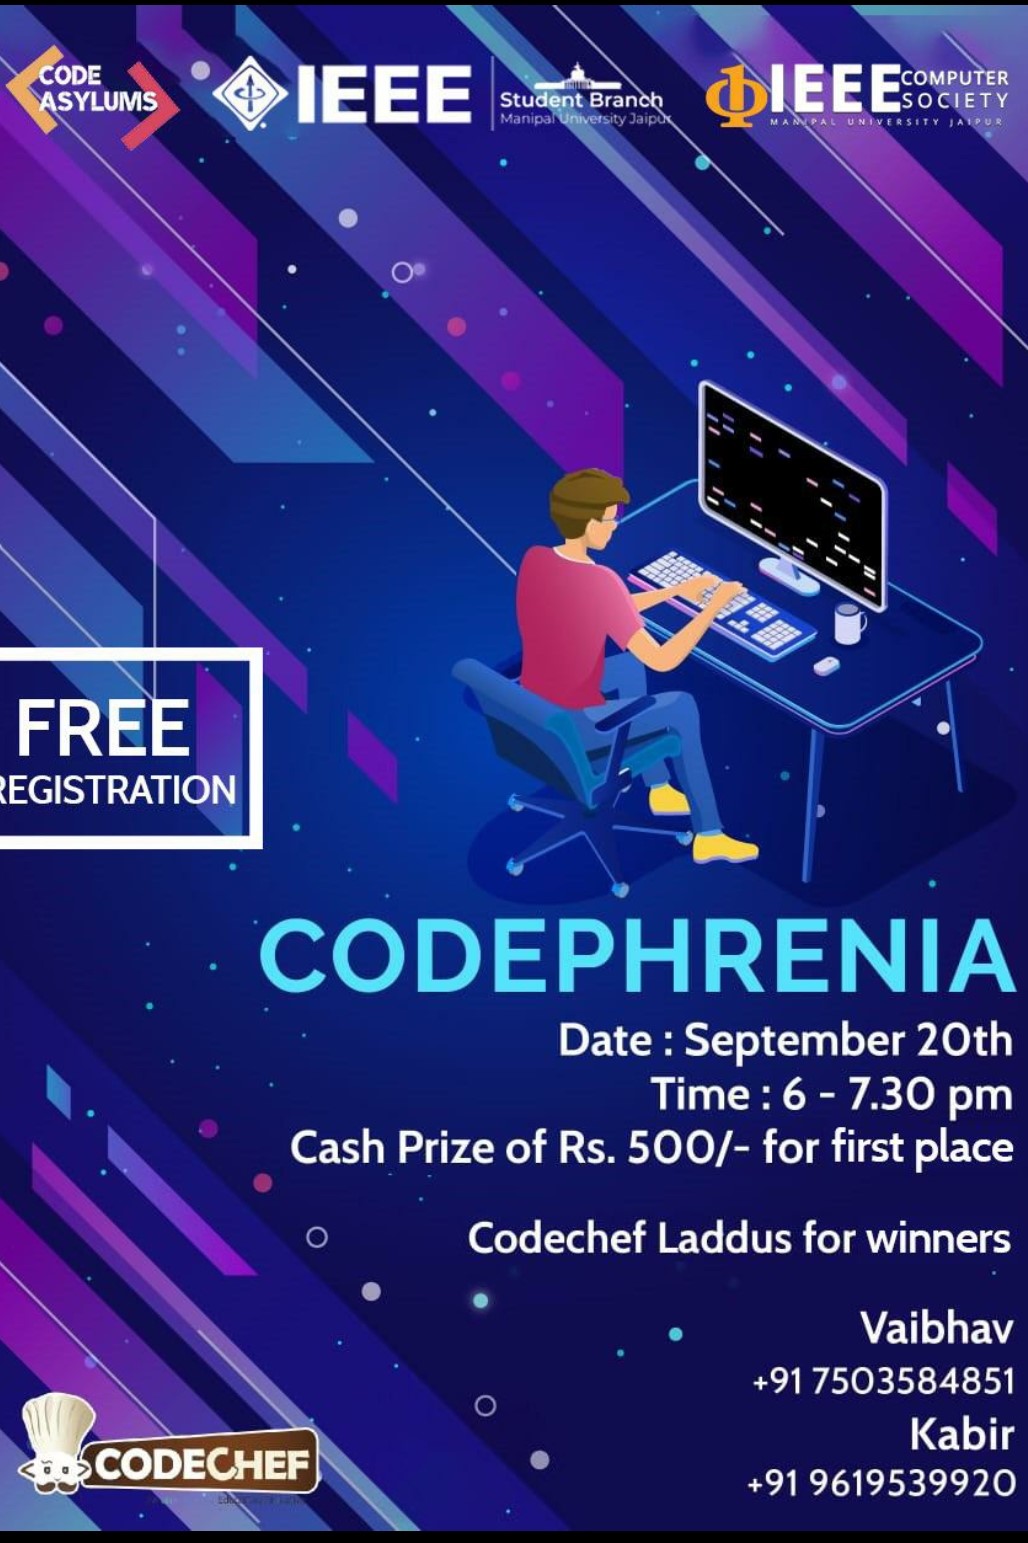 CODE
ASYLUMS
IEEE
Student Branch
Manipal University Jaipur
IEEE COMPUTER
SOCIETY
MANIPAL UNIVERSITY JAIPUR
FREE
REGISTRATION
CODEPHRENIA
Date : September 20th
Time : 6 - 7.30 pm
Cash Prize of Rs. 500/- for first place
Codechef Laddus for winners
Vaibhav
+91 7503584851
Kabir
+91 9619539920
CODECHEF